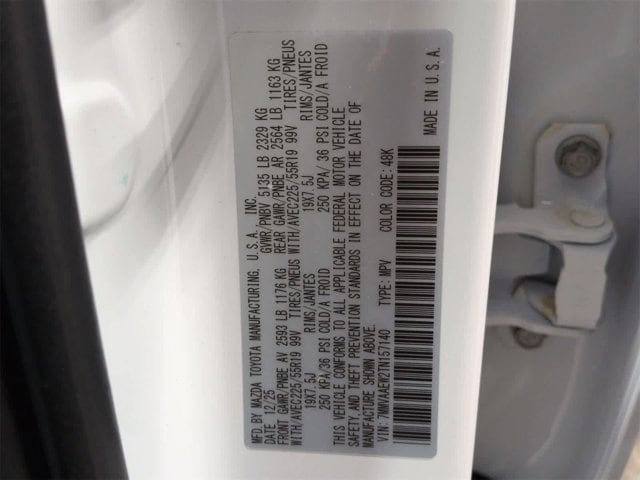 MFD. BY MAZDA TOYOTA MANUFACTURING, U.S.A., INC.
DATE 12/25 GVWR/PNBV 5135 LB 2329 KG
FRONT GAWR/PNBE AV 2593 LB 1176 KG REAR GAWR/PNBE AR 2564 LB 1163 KG
WITH/AVEC225/55R19 99V TIRES/PNEUS WITH/AVEC225/55R19 99V TIRES/PNEUS
19X7.5J RIMS/JANTES 19X7.5J RIMS/JANTES
250 KPA/36 PSI COLD/A FROID 250 KPA/ 36 PSI COLD/A FROID
THIS VEHICLE CONFORMS TO ALL APPLICABLE FEDERAL MOTOR VEHICLE
SAFETY AND THEFT PREVENTION STANDARDS IN EFFECT ON THE DATE OF
MANUFACTURE SHOWN ABOVE.
VIN: 7MMVAAEW2TN157140 TYPE: MPV COLOR CODE: 48K
MADE IN U.S.A.